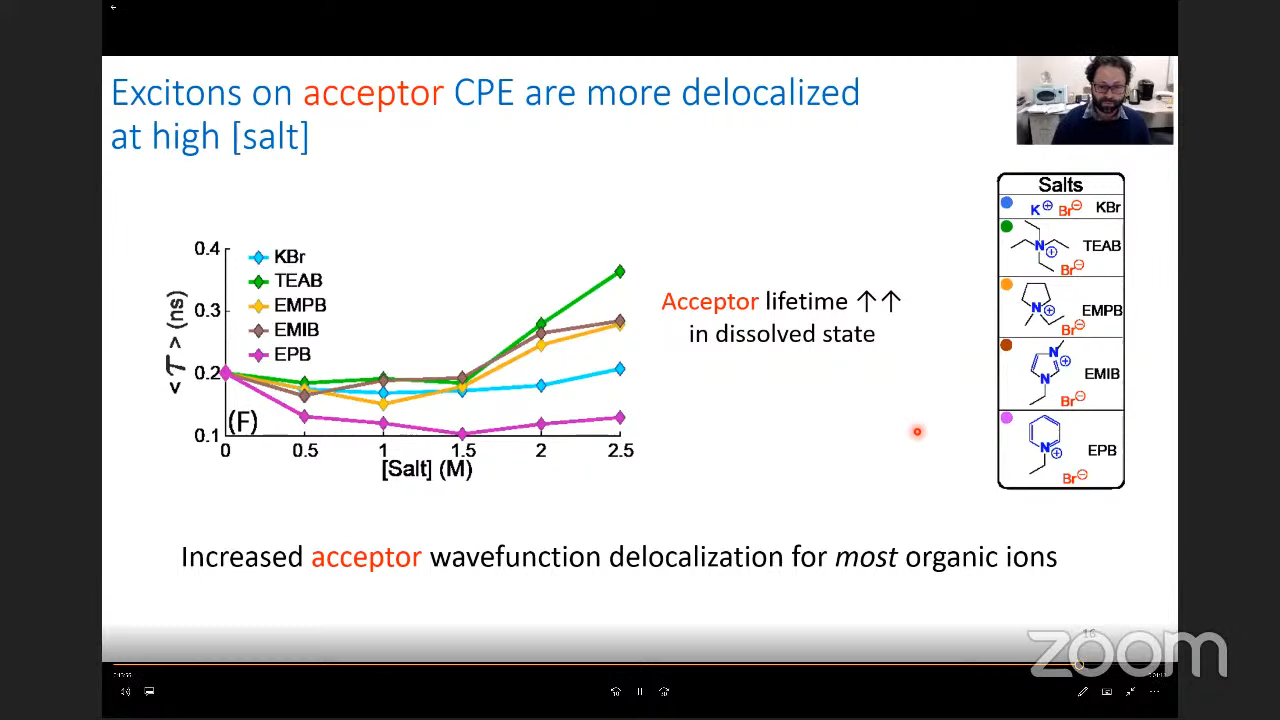 Excitons on acceptor CPE are more delocalized
at high [salt]
Salts
K⊕ Br⊖ KBr
N⊕ Br⊖ TEAB
N⊕ Br⊖ EMPB
N ⊕ N Br⊖ EMIB
N⊕ Br⊖ EPB
0.4
0.3
0.2
0.1
< τ > (ns)
KBr
TEAB
EMPB
EMIB
EPB
(F)
0 0.5 1 1.5 2 2.5
[Salt] (M)
Acceptor lifetime ↑↑
in dissolved state
Increased acceptor wavefunction delocalization for most organic ions
16
zoom